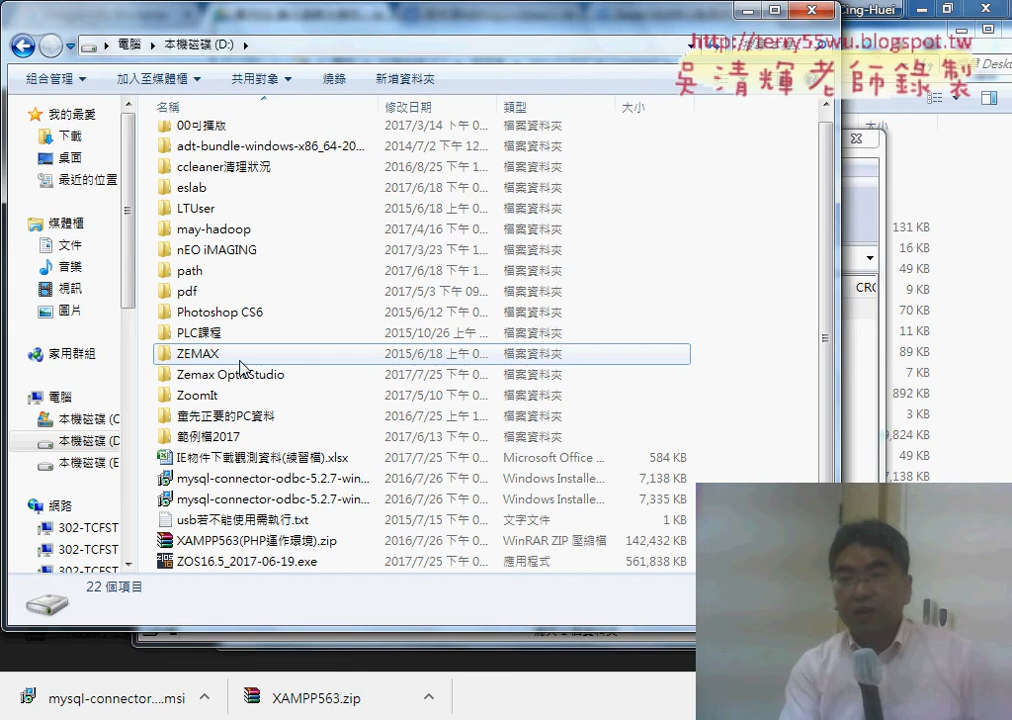 Cing-Huei
http://terry55wu.blogspot.tw
吳清輝老師錄製
電腦 ▸ 本機磁碟 (D:) ▸
組合管理 加入至媒體櫃 共用對象 燒錄 新增資料夾
名稱 修改日期 類型 大小
我的最愛
下載
桌面
最近的位置
媒體櫃
文件
音樂
視訊
圖片
家用群組
電腦
本機磁碟 (C
本機磁碟 (D
本機磁碟 (E
網路
302-TCFST
302-TCFST
302-TCFST
00可攜版 2017/3/14 下午 0... 檔案資料夾
adt-bundle-windows-x86_64-20... 2014/7/2 下午 12... 檔案資料夾
ccleaner清理狀況 2016/8/25 下午 1... 檔案資料夾
eslab 2017/6/18 下午 0... 檔案資料夾
LTUser 2015/6/18 上午 0... 檔案資料夾
may-hadoop 2017/4/16 下午 0... 檔案資料夾
nEO iMAGING 2017/3/23 下午 1... 檔案資料夾
path 2017/6/18 下午 1... 檔案資料夾
pdf 2017/5/3 下午 09... 檔案資料夾
Photoshop CS6 2015/6/12 下午 0... 檔案資料夾
PLC課程 2015/10/26 上午 ... 檔案資料夾
ZEMAX 2015/6/18 上午 0... 檔案資料夾
Zemax OpticStudio 2017/7/25 下午 0... 檔案資料夾
ZoomIt 2017/5/10 下午 0... 檔案資料夾
童先正要的PC資料 2016/7/25 上午 1... 檔案資料夾
範例檔2017 2017/6/13 下午 0... 檔案資料夾
IE物件下載觀測資料(練習檔).xlsx 2017/7/25 下午 0... Microsoft Office ... 584 KB
mysql-connector-odbc-5.2.7-win... 2016/7/26 下午 0... Windows Installe... 7,138 KB
mysql-connector-odbc-5.2.7-win... 2016/7/26 下午 0... Windows Installe... 7,335 KB
usb若不能使用需執行.txt 2015/7/15 下午 0... 文字文件 1 KB
XAMPP563(PHP運作環境).zip 2016/7/26 下午 0... WinRAR ZIP 壓縮檔 142,432 KB
ZOS16.5_2017-06-19.exe 2017/7/25 下午 0... 應用程式 561,838 KB
22 個項目
Deskt
大小
131 KB
16 KB
49 KB
9 KB
CRC
70 KB
11 KB
89 KB
7 KB
892 KB
3 KB
9,824 KB
49 KB
7,138 KB
mysql-connector....msi
XAMPP563.zip